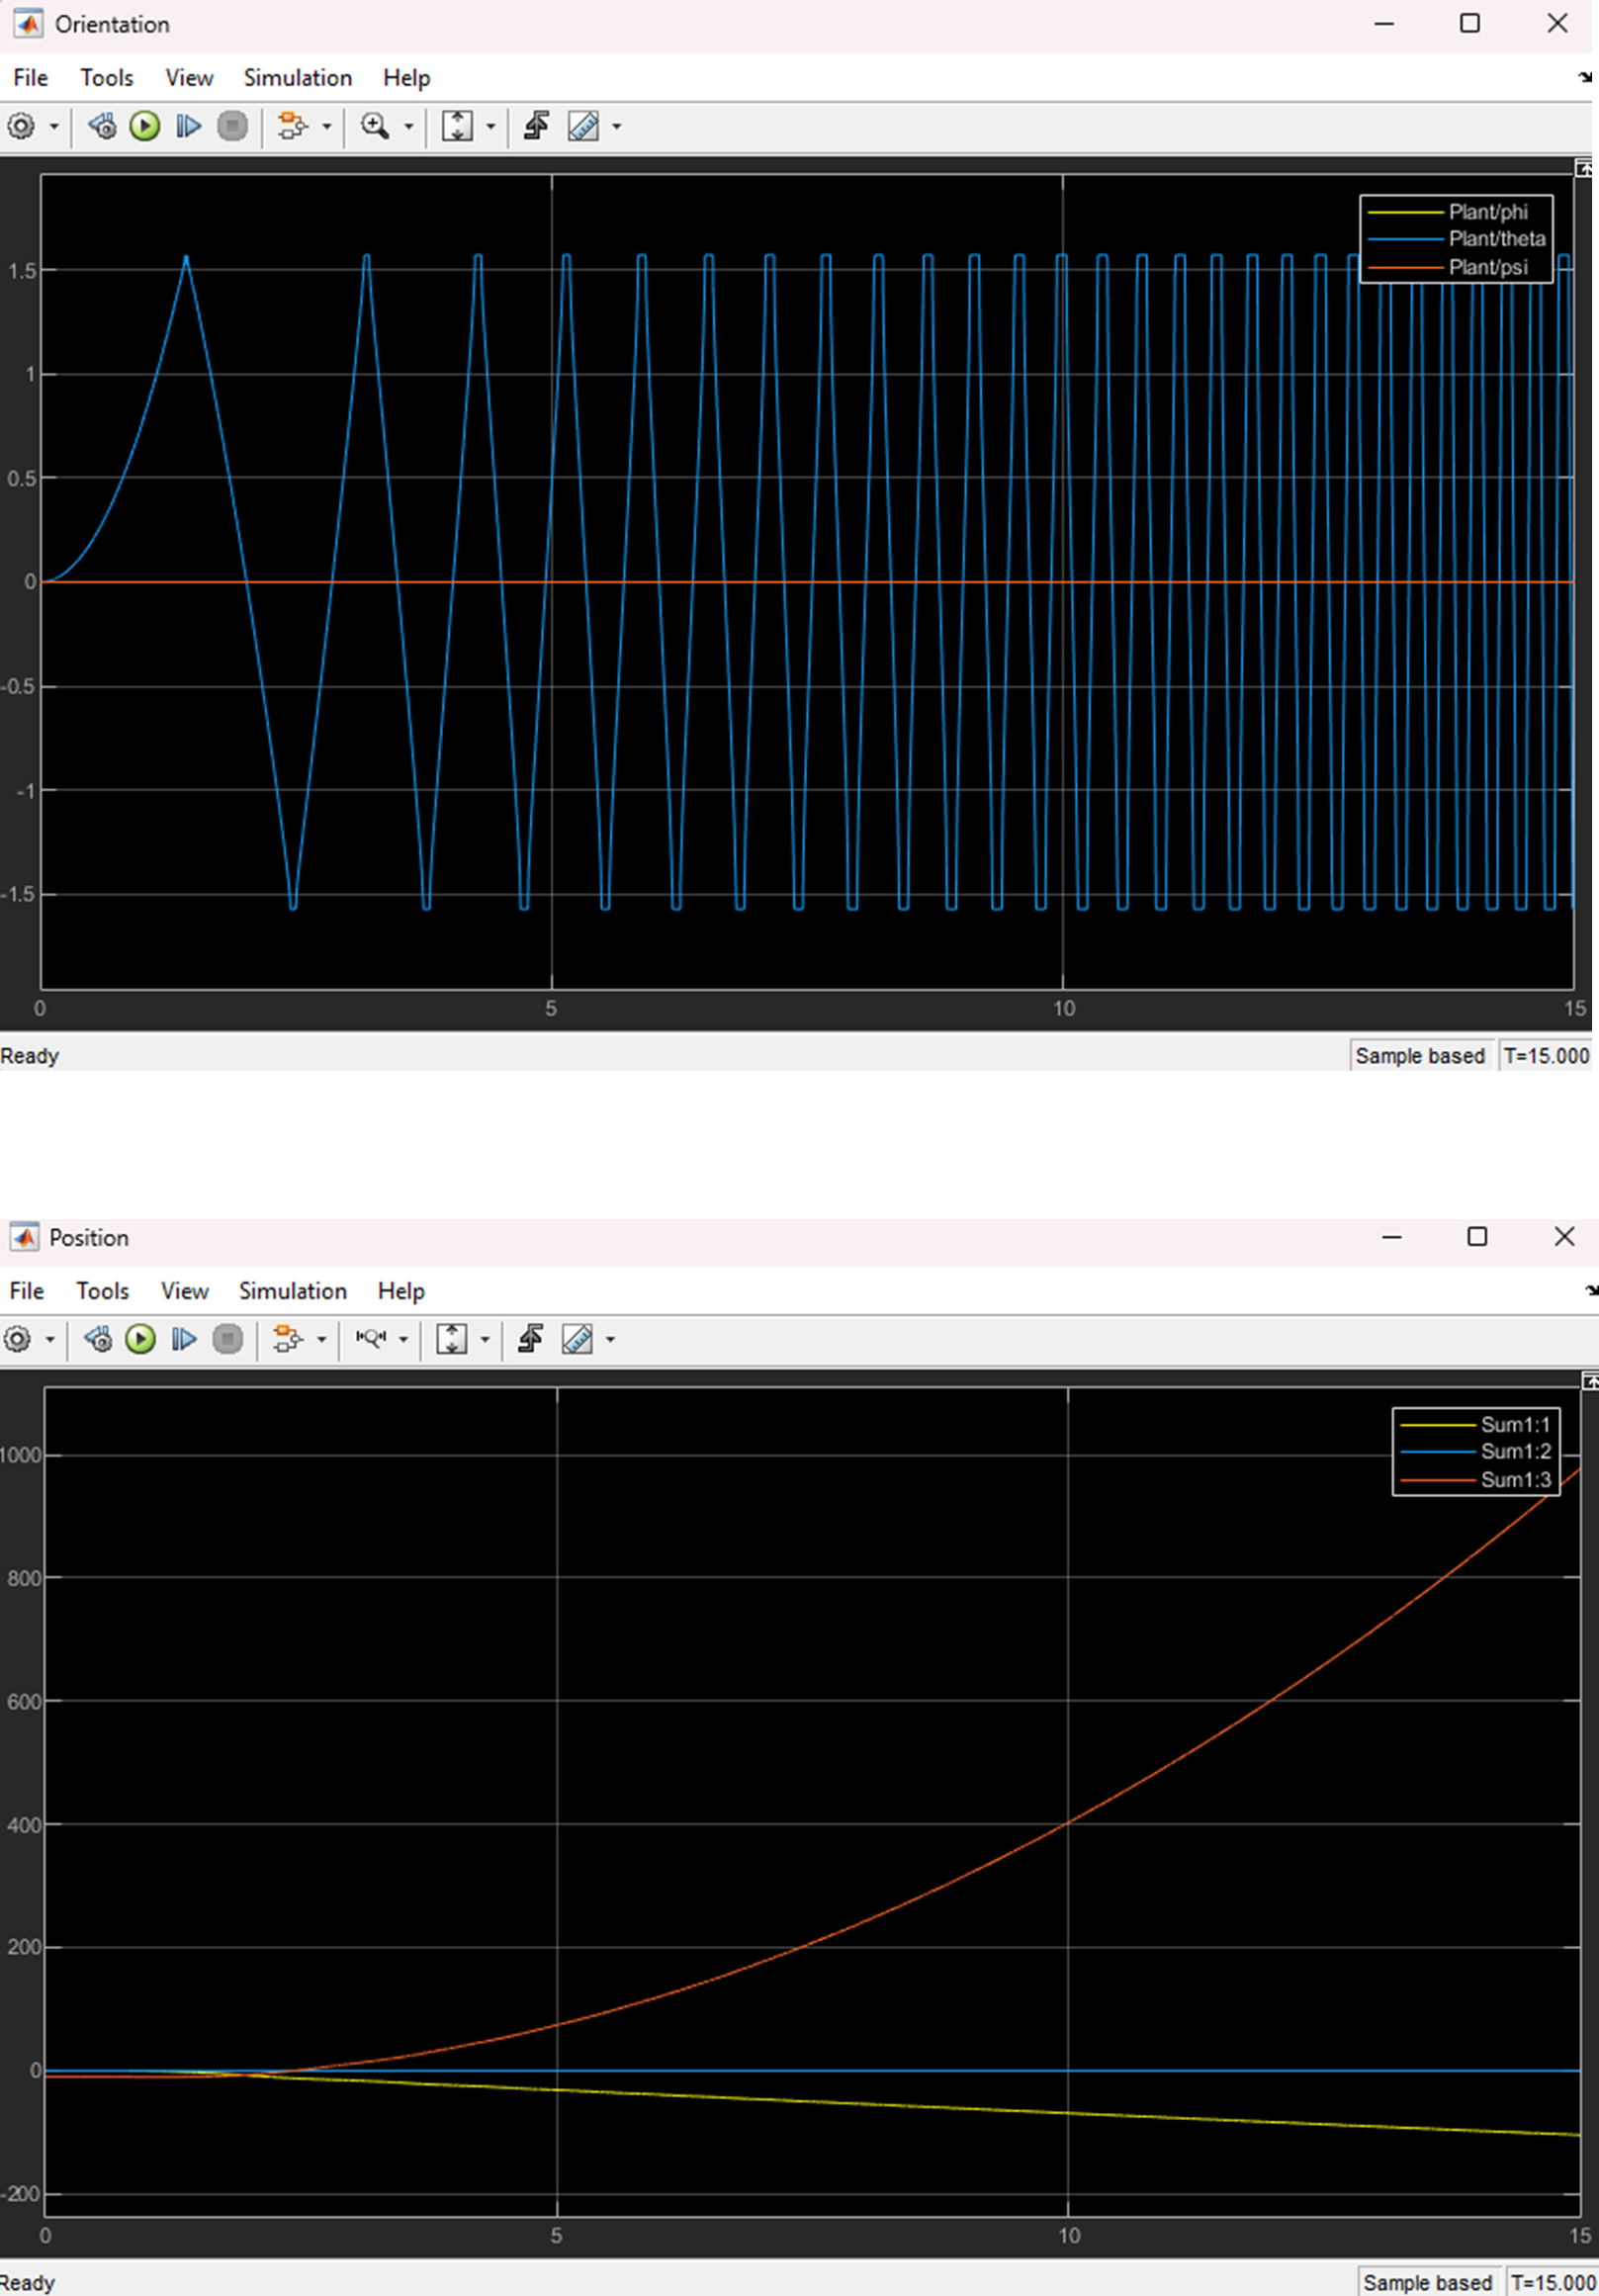 Orientation
File Tools View Simulation Help
Plant/phi
Plant/theta
Plant/psi
1.5
1
0.5
0
-0.5
-1
-1.5
0 5 10 15
Ready Sample based T=15.000
Position
File Tools View Simulation Help
Sum1:1
Sum1:2
Sum1:3
1000
800
600
400
200
0
-200
0 5 10 15
Ready Sample based T=15.000